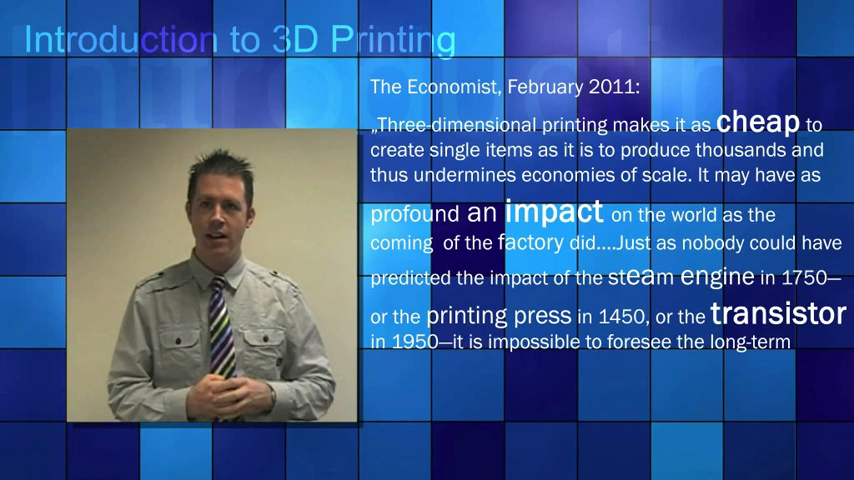 Introduction to 3D Printing
The Economist, February 2011:
„Three-dimensional printing makes it as cheap to
create single items as it is to produce thousands and
thus undermines economies of scale. It may have as
profound an impact on the world as the
coming of the factory did....Just as nobody could have
predicted the impact of the steam engine in 1750—
or the printing press in 1450, or the transistor
in 1950—it is impossible to foresee the long-term